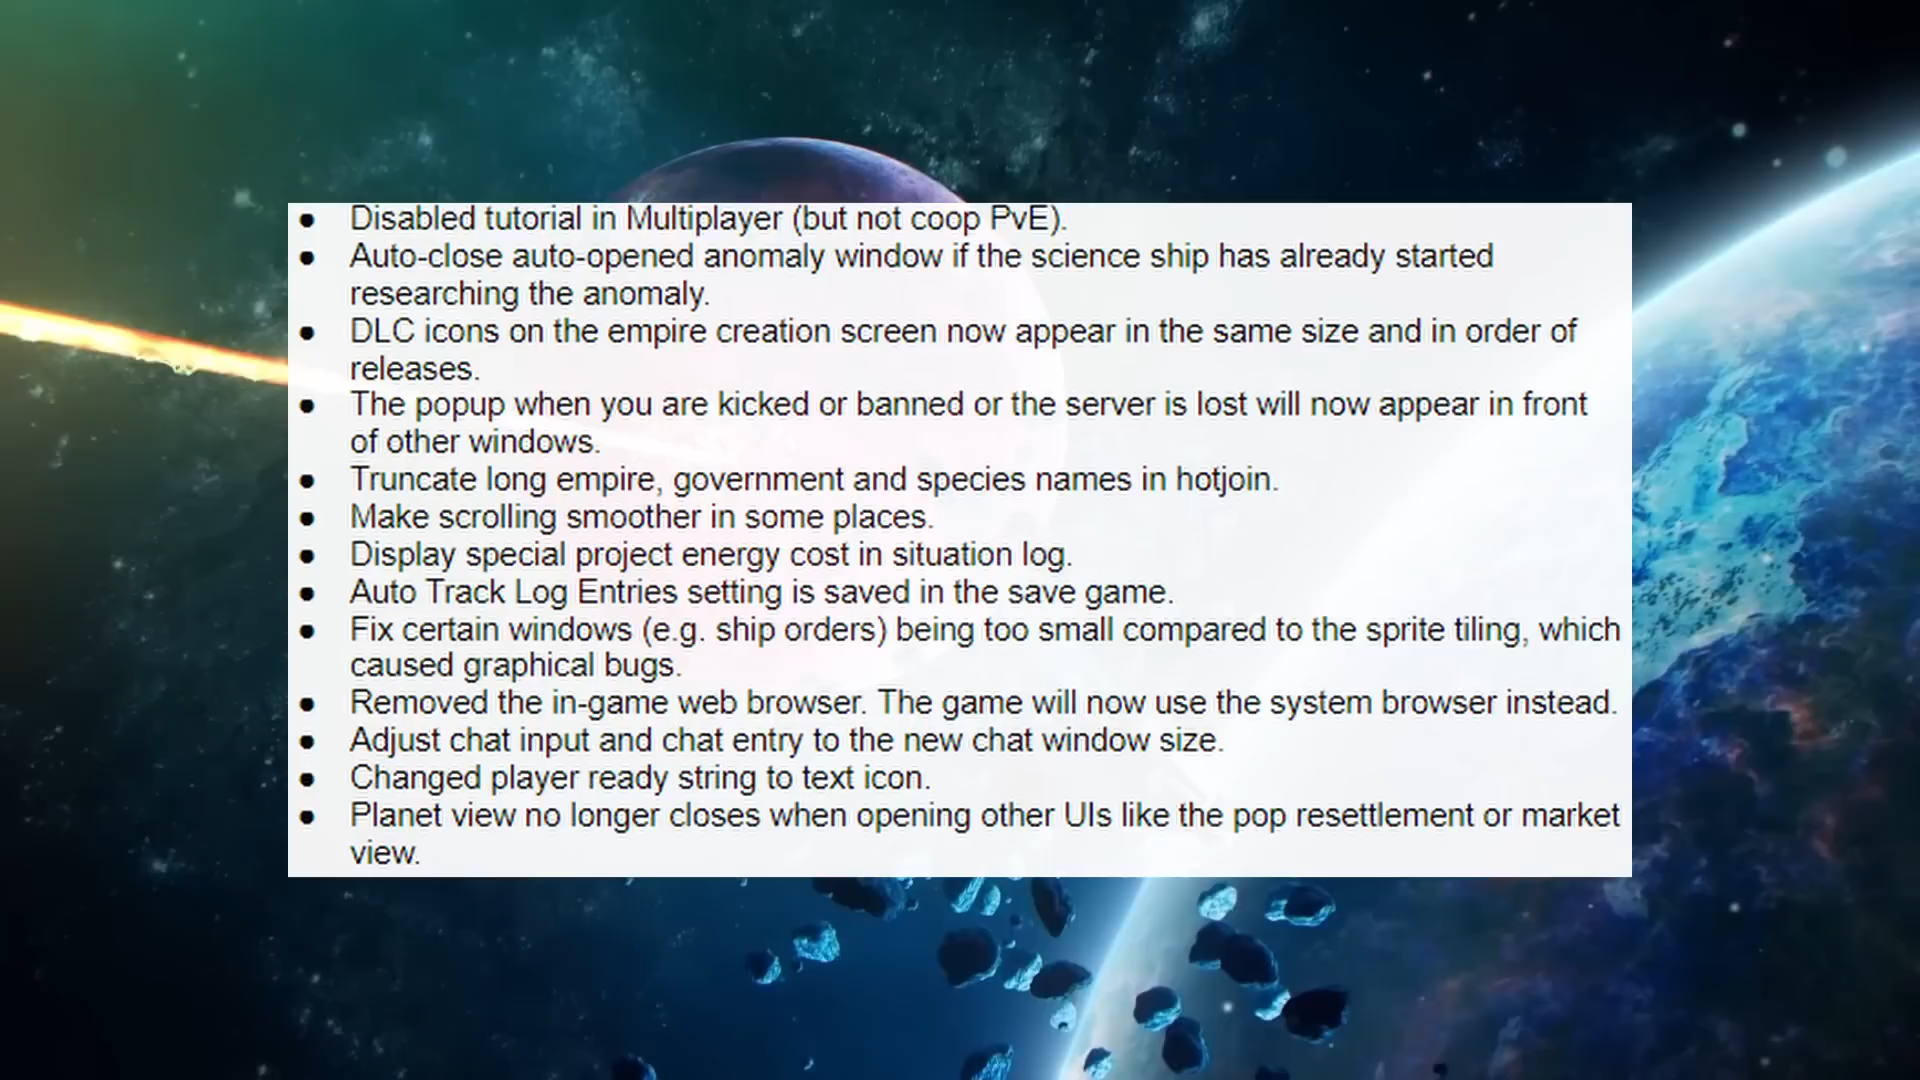 ● Disabled tutorial in Multiplayer (but not coop PvE).
● Auto-close auto-opened anomaly window if the science ship has already started
researching the anomaly.
● DLC icons on the empire creation screen now appear in the same size and in order of
releases.
● The popup when you are kicked or banned or the server is lost will now appear in front
of other windows.
● Truncate long empire, government and species names in hotjoin.
● Make scrolling smoother in some places.
● Display special project energy cost in situation log.
● Auto Track Log Entries setting is saved in the save game.
● Fix certain windows (e.g. ship orders) being too small compared to the sprite tiling, which
caused graphical bugs.
● Removed the in-game web browser. The game will now use the system browser instead.
● Adjust chat input and chat entry to the new chat window size.
● Changed player ready string to text icon.
● Planet view no longer closes when opening other UIs like the pop resettlement or market
view.